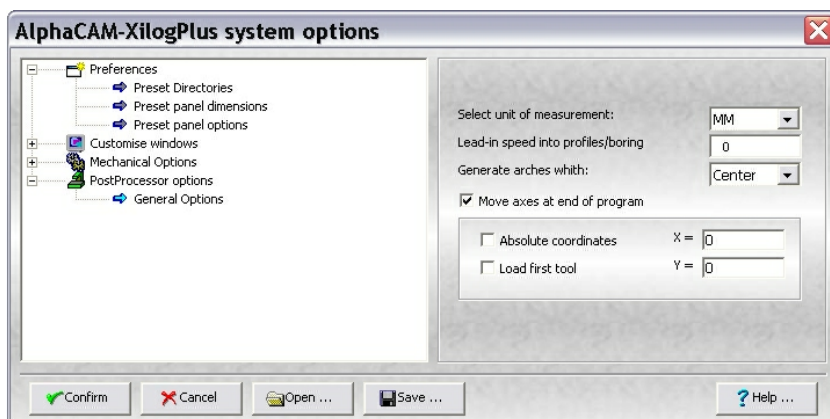 AlphaCAM-XilogPlus system options
Preferences
Preset Directories
Preset panel dimensions
Preset panel options
Customise windows
Mechanical Options
PostProcessor options
General Options
Select unit of measurement: MM
Lead-in speed into profiles/boring 0
Generate arches whith: Center
Move axes at end of program
Absolute coordinates X = 0
Load first tool Y = 0
Confirm Cancel Open ... Save ... ? Help ...